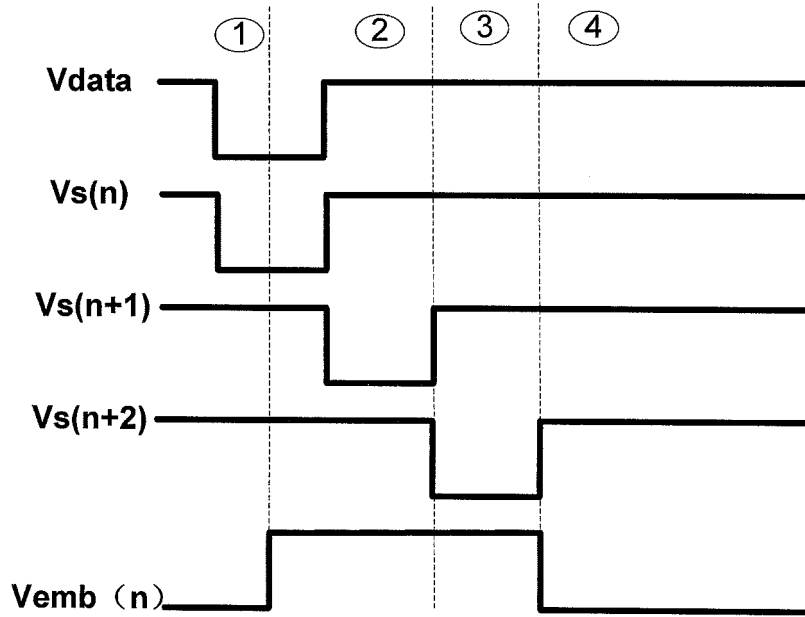 ① ② ③ ④
Vdata
Vs(n)
Vs(n+1)
Vs(n+2)
Vemb（n）